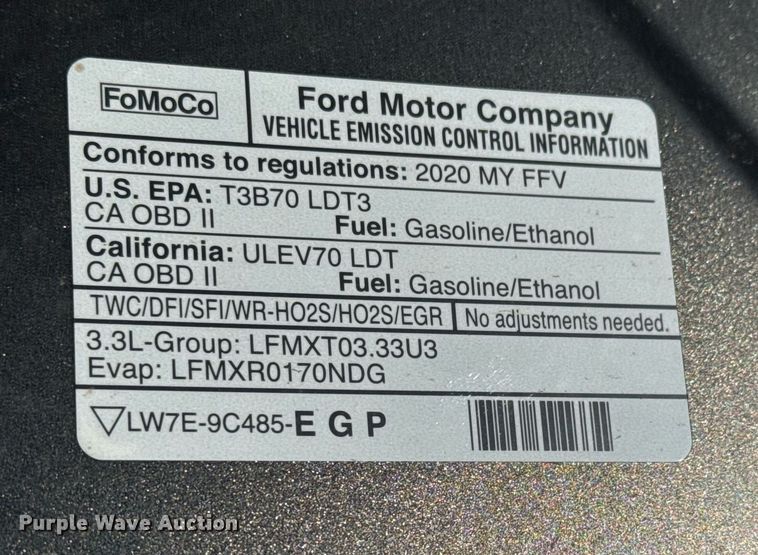 FoMoCo
Ford Motor Company
VEHICLE EMISSION CONTROL INFORMATION
Conforms to regulations: 2020 MY FFV
U.S. EPA: T3B70 LDT3
CA OBD II Fuel: Gasoline/Ethanol
California: ULEV70 LDT
CA OBD II Fuel: Gasoline/Ethanol
TWC/DFI/SFI/WR-HO2S/HO2S/EGR No adjustments needed.
3.3L-Group: LFMXT03.33U3
Evap: LFMXR0170NDG
▽LW7E-9C485-E G P
Purple Wave Auction